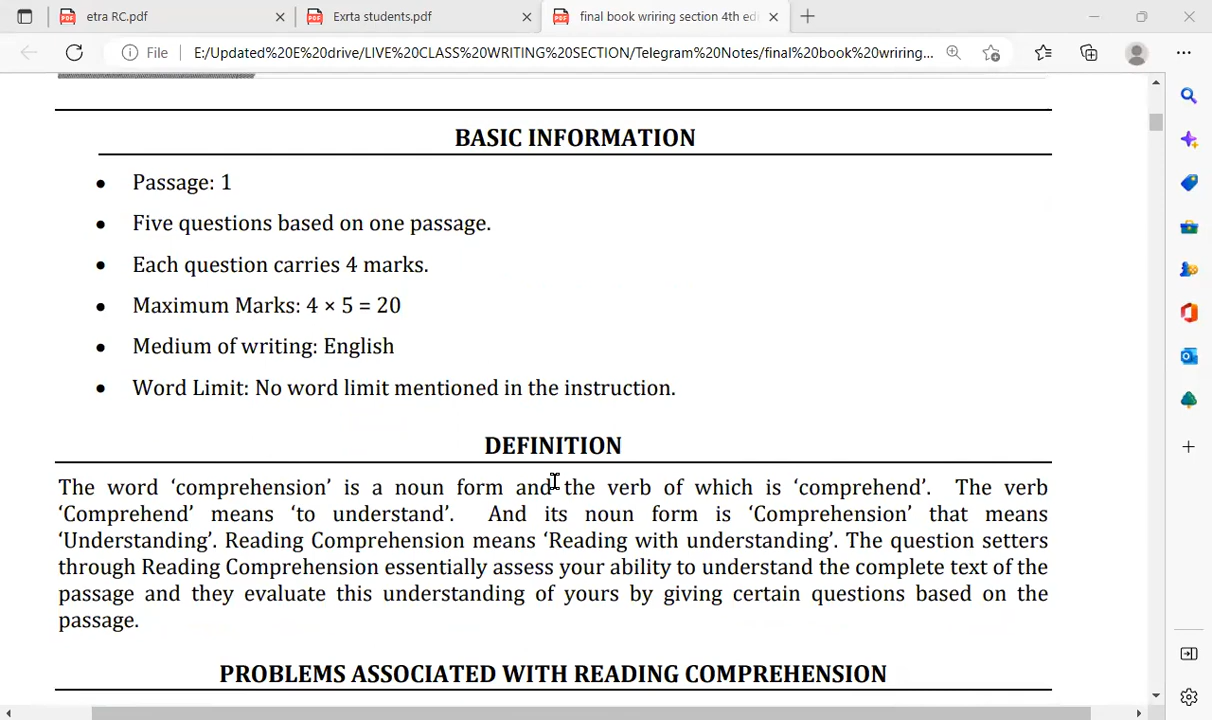 etra RC.pdf
Exrta students.pdf
final book wriring section 4th ed
File
E:/Updated%20E%20drive/LIVE%20CLASS%20WRITING%20SECTION/Telegram%20Notes/final%20book%20wriring...
BASIC INFORMATION
• Passage: 1
• Five questions based on one passage.
• Each question carries 4 marks.
• Maximum Marks: 4 × 5 = 20
• Medium of writing: English
• Word Limit: No word limit mentioned in the instruction.
DEFINITION
The word ‘comprehension’ is a noun form and the verb of which is ‘comprehend’. The verb
‘Comprehend’ means ‘to understand’. And its noun form is ‘Comprehension’ that means
‘Understanding’. Reading Comprehension means ‘Reading with understanding’. The question setters
through Reading Comprehension essentially assess your ability to understand the complete text of the
passage and they evaluate this understanding of yours by giving certain questions based on the
passage.
PROBLEMS ASSOCIATED WITH READING COMPREHENSION